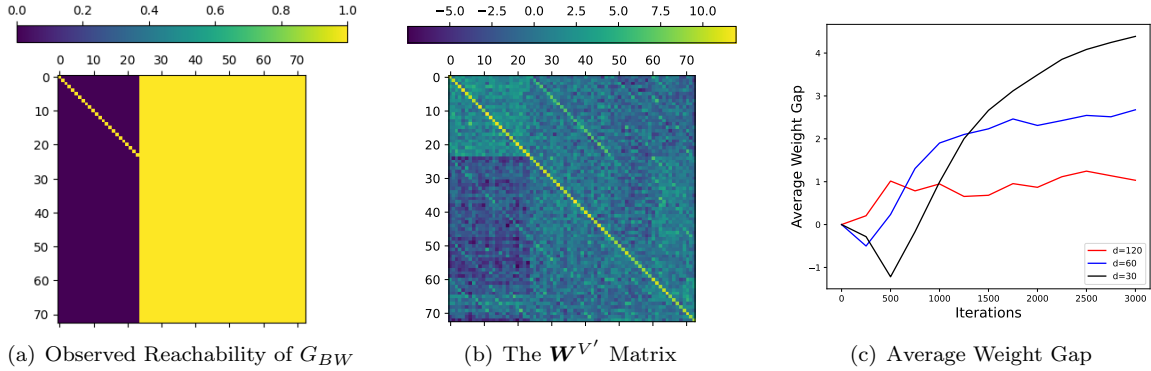 0.0 0.2 0.4 0.6 0.8 1.0
0 10 20 30 40 50 60 70
0
10
20
30
40
50
60
70
(a) Observed Reachability of G_{BW}
−5.0 −2.5 0.0 2.5 5.0 7.5 10.0
0 10 20 30 40 50 60 70
0
10
20
30
40
50
60
70
(b) The W^{V'} Matrix
Average Weight Gap
4
3
2
1
0
−1
d=120
d=60
d=30
0 500 1000 1500 2000 2500 3000
Iterations
(c) Average Weight Gap